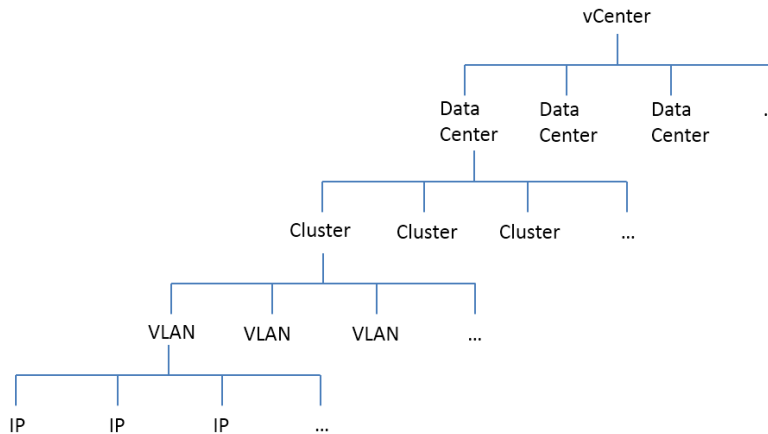 vCenter
Data Data Data
Center Center Center ..
Cluster Cluster Cluster ...
VLAN VLAN VLAN ...
IP IP IP ...